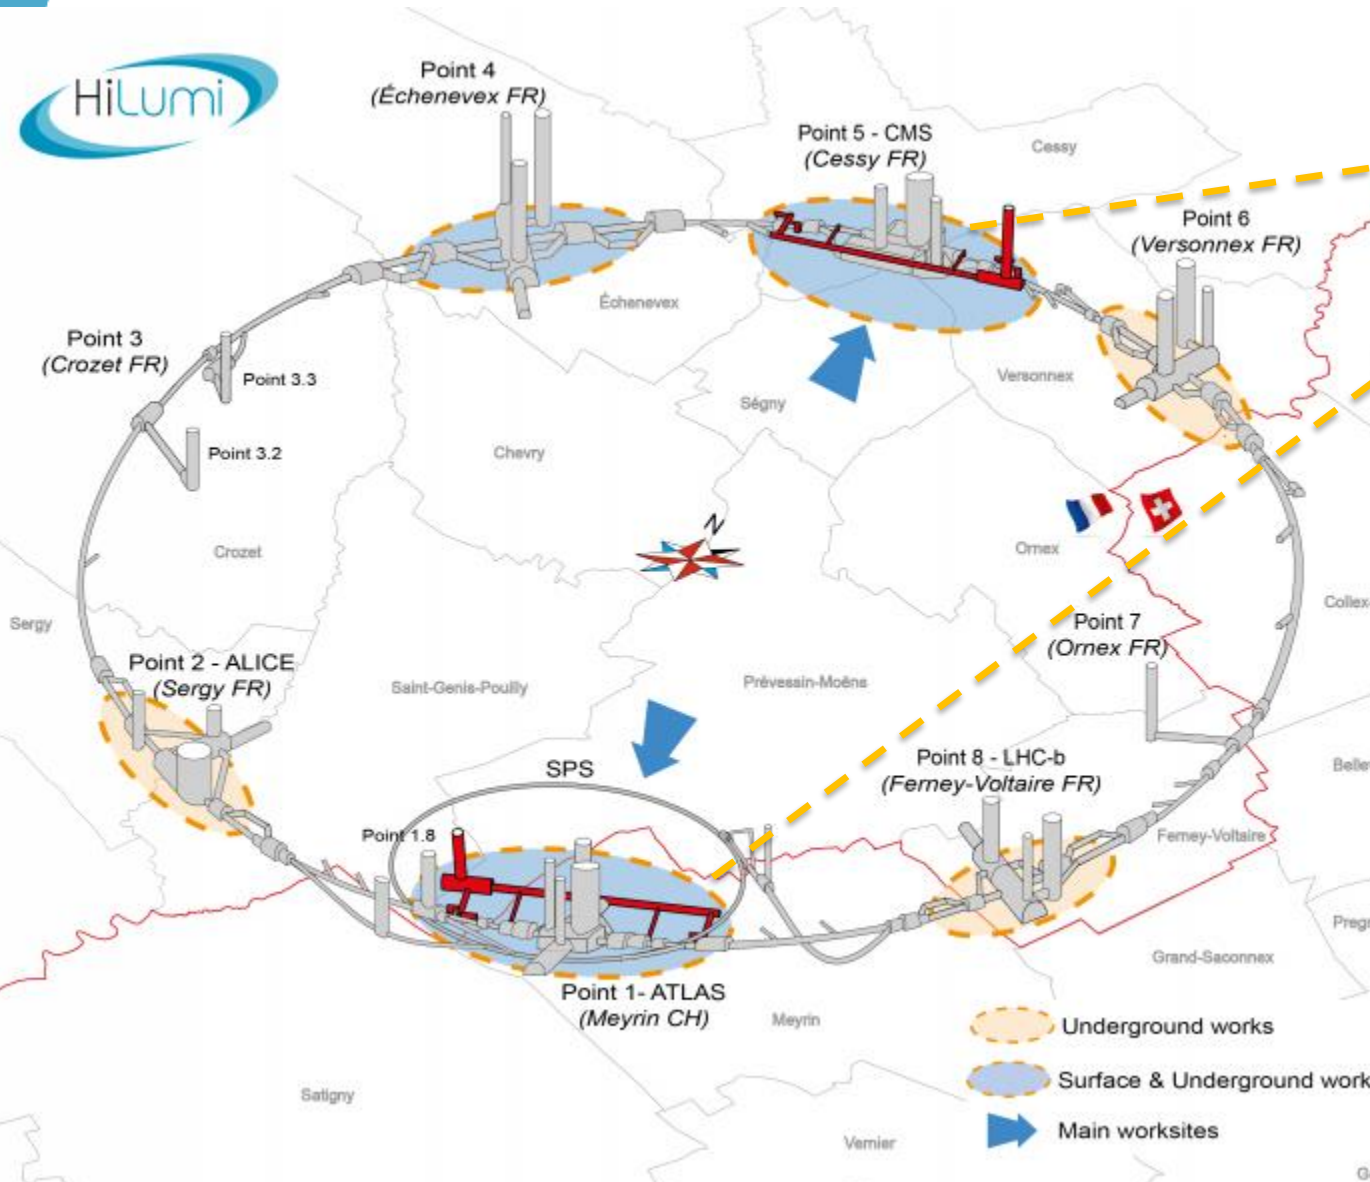 HiLumi
Point 4
(Échenevex FR)
Point 5 - CMS
(Cessy FR)
Cessy
Point 6
(Versonnex FR)
Échenevex
Point 3
(Crozet FR)
Point 3.3
Point 3.2
Versonnex
Ségny
Chevry
N
Crozet
Ornex
Sergy
Point 7
(Ornex FR)
Point 2 - ALICE
(Sergy FR)
Saint-Genis-Pouilly
Prévessin-Moëns
SPS
Point 8 - LHC-b
(Ferney-Voltaire FR)
Point 1.8
Ferney-Voltaire
Grand-Saconnex
Point 1- ATLAS
(Meyrin CH)
Meyrin
Underground works
Satigny
Surface & Underground work
Main worksites
Vernier